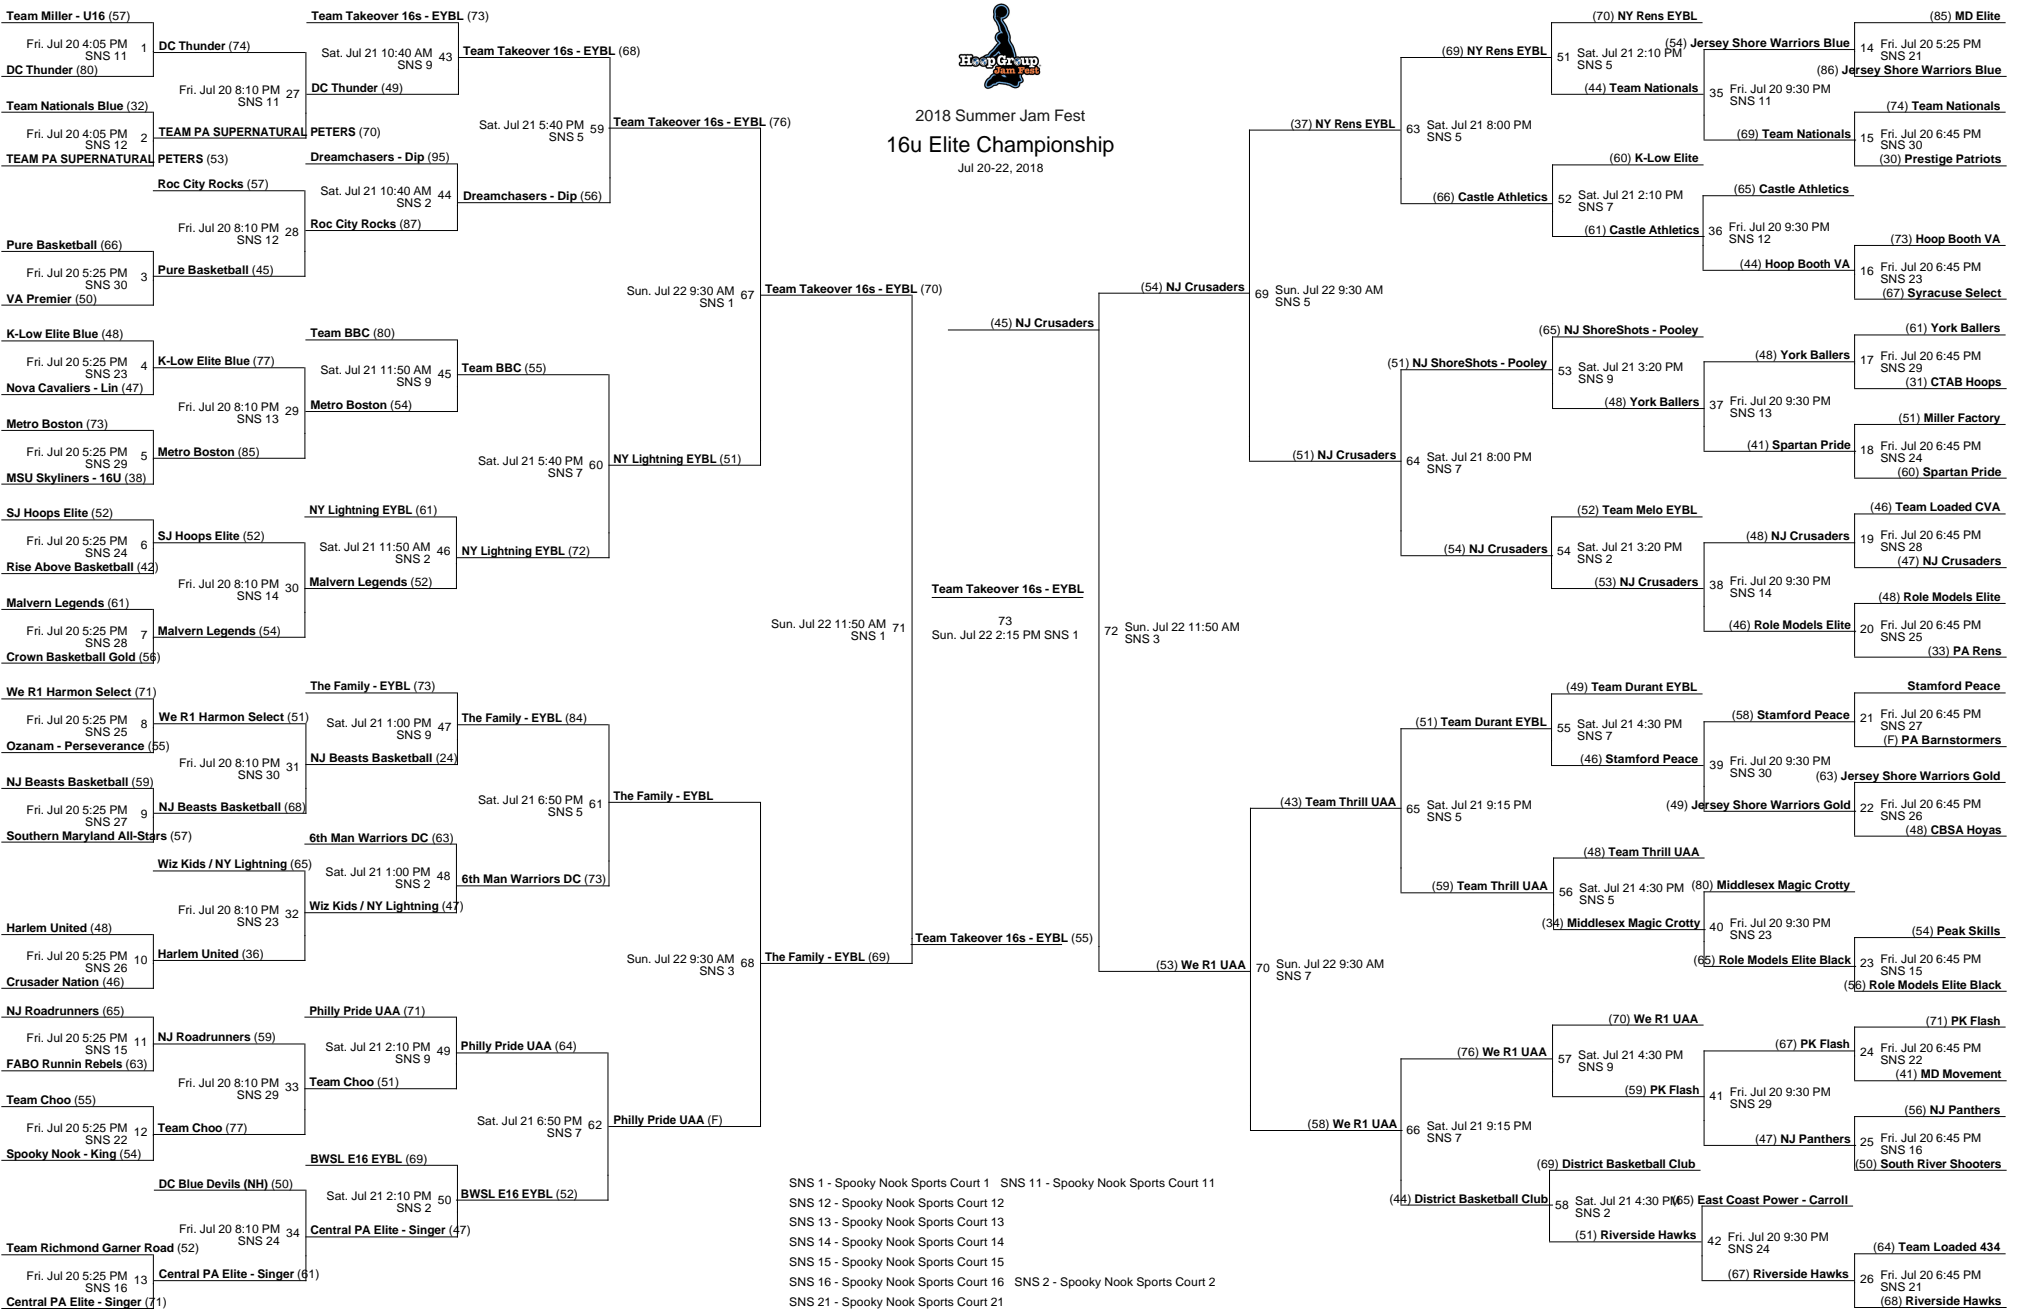 HoopGroup
Jam Fest
2018 Summer Jam Fest
16u Elite Championship
Jul 20-22, 2018
Team Miller - U16 (57)
Fri. Jul 20 4:05 PM 1
SNS 11
DC Thunder (80)
Team Nationals Blue (32)
Fri. Jul 20 4:05 PM 2
SNS 12
TEAM PA SUPERNATURAL PETERS (53)
Pure Basketball (66)
Fri. Jul 20 5:25 PM 3
SNS 30
VA Premier (50)
K-Low Elite Blue (48)
Fri. Jul 20 5:25 PM 4
SNS 23
Nova Cavaliers - Lin (47)
Metro Boston (73)
Fri. Jul 20 5:25 PM 5
SNS 29
MSU Skyliners - 16U (38)
SJ Hoops Elite (52)
Fri. Jul 20 5:25 PM 6
SNS 24
Rise Above Basketball (42)
Malvern Legends (61)
Fri. Jul 20 5:25 PM 7
SNS 28
Crown Basketball Gold (56)
We R1 Harmon Select (71)
Fri. Jul 20 5:25 PM 8
SNS 25
Ozanam - Perseverance (55)
NJ Beasts Basketball (59)
Fri. Jul 20 5:25 PM 9
SNS 27
Southern Maryland All-Stars (57)
Harlem United (48)
Fri. Jul 20 5:25 PM 10
SNS 26
Crusader Nation (46)
NJ Roadrunners (65)
Fri. Jul 20 5:25 PM 11
SNS 15
FABO Runnin Rebels (63)
Team Choo (55)
Fri. Jul 20 5:25 PM 12
SNS 22
Spooky Nook - King (54)
Team Richmond Garner Road (52)
Fri. Jul 20 5:25 PM 13
SNS 16
Central PA Elite - Singer (71)
DC Thunder (74)
Fri. Jul 20 8:10 PM 27
SNS 11
TEAM PA SUPERNATURAL PETERS (70)
Roc City Rocks (57)
Fri. Jul 20 8:10 PM 28
SNS 12
Pure Basketball (45)
K-Low Elite Blue (77)
Fri. Jul 20 8:10 PM 29
SNS 13
Metro Boston (85)
SJ Hoops Elite (52)
Fri. Jul 20 8:10 PM 30
SNS 14
Malvern Legends (54)
We R1 Harmon Select (51)
Fri. Jul 20 8:10 PM 31
SNS 30
NJ Beasts Basketball (68)
Wiz Kids / NY Lightning (65)
Fri. Jul 20 8:10 PM 32
SNS 23
Harlem United (36)
NJ Roadrunners (59)
Fri. Jul 20 8:10 PM 33
SNS 29
Team Choo (77)
DC Blue Devils (NH) (50)
Fri. Jul 20 8:10 PM 34
SNS 24
Central PA Elite - Singer (61)
Team Takeover 16s - EYBL (73)
Sat. Jul 21 10:40 AM 43
SNS 9
DC Thunder (49)
Dreamchasers - Dip (95)
Sat. Jul 21 10:40 AM 44
SNS 2
Roc City Rocks (87)
Team BBC (80)
Sat. Jul 21 11:50 AM 45
SNS 9
Metro Boston (54)
NY Lightning EYBL (61)
Sat. Jul 21 11:50 AM 46
SNS 2
Malvern Legends (52)
The Family - EYBL (73)
Sat. Jul 21 1:00 PM 47
SNS 9
NJ Beasts Basketball (24)
6th Man Warriors DC (63)
Sat. Jul 21 1:00 PM 48
SNS 2
Wiz Kids / NY Lightning (47)
Philly Pride UAA (71)
Sat. Jul 21 2:10 PM 49
SNS 9
Team Choo (51)
BWSL E16 EYBL (69)
Sat. Jul 21 2:10 PM 50
SNS 2
Central PA Elite - Singer (47)
Team Takeover 16s - EYBL (68)
Sat. Jul 21 5:40 PM 59
SNS 5
Dreamchasers - Dip (56)
Team BBC (55)
Sat. Jul 21 5:40 PM 60
SNS 7
NY Lightning EYBL (72)
The Family - EYBL (84)
Sat. Jul 21 6:50 PM 61
SNS 5
6th Man Warriors DC (73)
Philly Pride UAA (64)
Sat. Jul 21 6:50 PM 62
SNS 7
BWSL E16 EYBL (52)
Team Takeover 16s - EYBL (76)
Sun. Jul 22 9:30 AM 67
SNS 1
NY Lightning EYBL (51)
The Family - EYBL
Sun. Jul 22 9:30 AM 68
SNS 3
Philly Pride UAA (F)
Team Takeover 16s - EYBL (70)
Sun. Jul 22 11:50 AM 71
SNS 1
The Family - EYBL (69)
(45) NJ Crusaders
Team Takeover 16s - EYBL
73
Sun. Jul 22 2:15 PM SNS 1
Team Takeover 16s - EYBL (55)
(54) NJ Crusaders
72 Sun. Jul 22 11:50 AM
SNS 3
(53) We R1 UAA
(37) NY Rens EYBL
69 Sun. Jul 22 9:30 AM
SNS 5
(51) NJ Crusaders
(43) Team Thrill UAA
70 Sun. Jul 22 9:30 AM
SNS 7
(58) We R1 UAA
(69) NY Rens EYBL
63 Sat. Jul 21 8:00 PM
SNS 5
(66) Castle Athletics
(51) NJ ShoreShots - Pooley
64 Sat. Jul 21 8:00 PM
SNS 7
(54) NJ Crusaders
(51) Team Durant EYBL
65 Sat. Jul 21 9:15 PM
SNS 5
(59) Team Thrill UAA
(76) We R1 UAA
66 Sat. Jul 21 9:15 PM
SNS 7
(44) District Basketball Club
(70) NY Rens EYBL
51 Sat. Jul 21 2:10 PM
SNS 5
(44) Team Nationals
(60) K-Low Elite
52 Sat. Jul 21 2:10 PM
SNS 7
(61) Castle Athletics
(65) NJ ShoreShots - Pooley
53 Sat. Jul 21 3:20 PM
SNS 9
(48) York Ballers
(52) Team Melo EYBL
54 Sat. Jul 21 3:20 PM
SNS 2
(53) NJ Crusaders
(49) Team Durant EYBL
55 Sat. Jul 21 4:30 PM
SNS 7
(46) Stamford Peace
(48) Team Thrill UAA
56 Sat. Jul 21 4:30 PM
SNS 5
(34) Middlesex Magic Crotty
(70) We R1 UAA
57 Sat. Jul 21 4:30 PM
SNS 9
(59) PK Flash
(69) District Basketball Club
58 Sat. Jul 21 4:30 PM
SNS 2
(51) Riverside Hawks
(54) Jersey Shore Warriors Blue
35 Fri. Jul 20 9:30 PM
SNS 11
(69) Team Nationals
(65) Castle Athletics
36 Fri. Jul 20 9:30 PM
SNS 12
(44) Hoop Booth VA
(48) York Ballers
37 Fri. Jul 20 9:30 PM
SNS 13
(41) Spartan Pride
(48) NJ Crusaders
38 Fri. Jul 20 9:30 PM
SNS 14
(46) Role Models Elite
(58) Stamford Peace
39 Fri. Jul 20 9:30 PM
SNS 30
(49) Jersey Shore Warriors Gold
(80) Middlesex Magic Crotty
40 Fri. Jul 20 9:30 PM
SNS 23
(65) Role Models Elite Black
(67) PK Flash
41 Fri. Jul 20 9:30 PM
SNS 29
(47) NJ Panthers
(65) East Coast Power - Carroll
42 Fri. Jul 20 9:30 PM
SNS 24
(67) Riverside Hawks
(85) MD Elite
14 Fri. Jul 20 5:25 PM
SNS 21
(86) Jersey Shore Warriors Blue
(74) Team Nationals
15 Fri. Jul 20 6:45 PM
SNS 30
(30) Prestige Patriots
(73) Hoop Booth VA
16 Fri. Jul 20 6:45 PM
SNS 23
(67) Syracuse Select
(61) York Ballers
17 Fri. Jul 20 6:45 PM
SNS 29
(31) CTAB Hoops
(51) Miller Factory
18 Fri. Jul 20 6:45 PM
SNS 24
(60) Spartan Pride
(46) Team Loaded CVA
19 Fri. Jul 20 6:45 PM
SNS 28
(47) NJ Crusaders
(48) Role Models Elite
20 Fri. Jul 20 6:45 PM
SNS 25
(33) PA Rens
Stamford Peace
21 Fri. Jul 20 6:45 PM
SNS 27
(F) PA Barnstormers
(63) Jersey Shore Warriors Gold
22 Fri. Jul 20 6:45 PM
SNS 26
(48) CBSA Hoyas
(54) Peak Skills
23 Fri. Jul 20 6:45 PM
SNS 15
(56) Role Models Elite Black
(71) PK Flash
24 Fri. Jul 20 6:45 PM
SNS 22
(41) MD Movement
(56) NJ Panthers
25 Fri. Jul 20 6:45 PM
SNS 16
(50) South River Shooters
(64) Team Loaded 434
26 Fri. Jul 20 6:45 PM
SNS 21
(68) Riverside Hawks
SNS 1 - Spooky Nook Sports Court 1 SNS 11 - Spooky Nook Sports Court 11
SNS 12 - Spooky Nook Sports Court 12
SNS 13 - Spooky Nook Sports Court 13
SNS 14 - Spooky Nook Sports Court 14
SNS 15 - Spooky Nook Sports Court 15
SNS 16 - Spooky Nook Sports Court 16 SNS 2 - Spooky Nook Sports Court 2
SNS 21 - Spooky Nook Sports Court 21